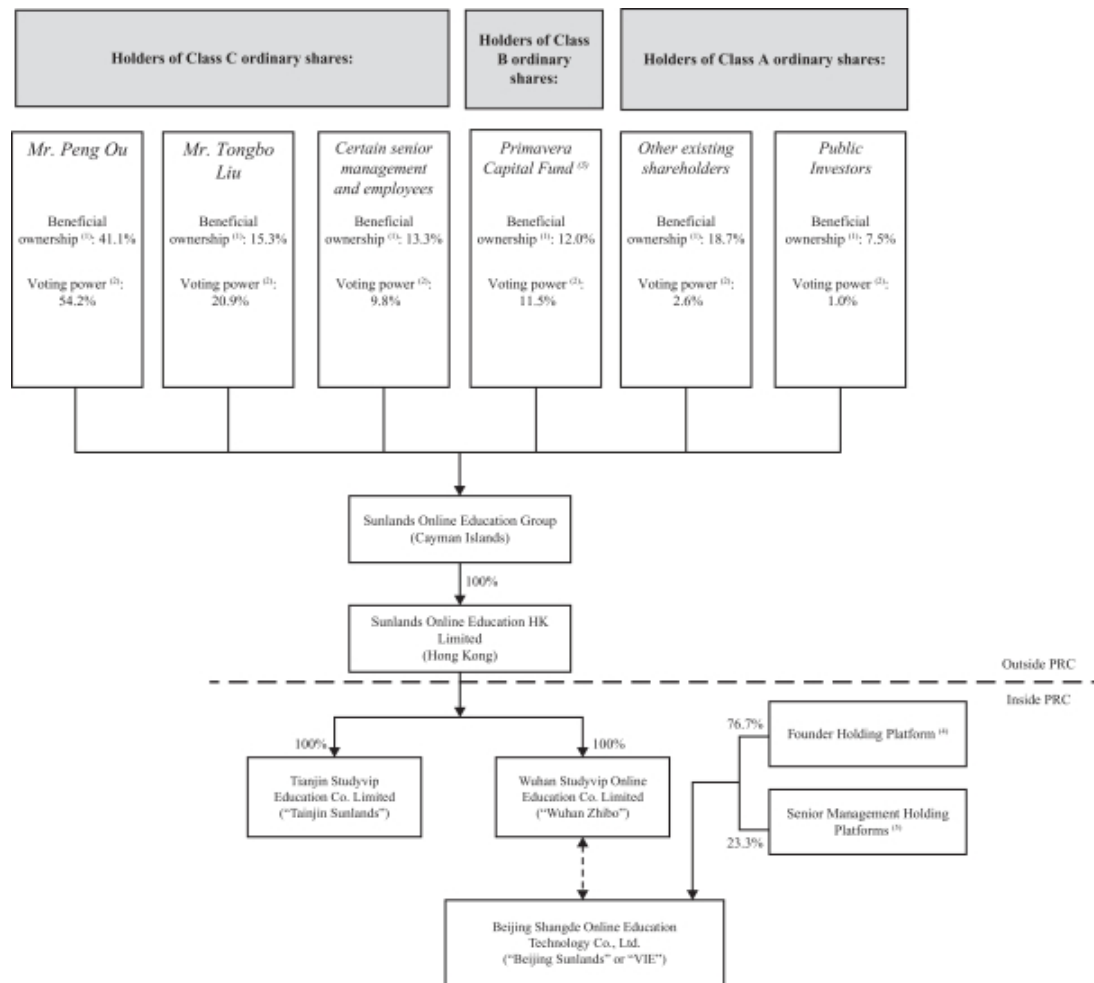 Holders of Class C ordinary shares:
Holders of Class
B ordinary
shares:
Holders of Class A ordinary shares:
Mr. Peng Ou
Beneficial
ownership (1): 41.1%
Voting power (2):
54.2%
Mr. Tongbo
Liu
Beneficial
ownership (1): 15.3%
Voting power (2):
20.9%
Certain senior
management
and employees
Beneficial
ownership (1): 13.3%
Voting power (2):
9.8%
Primavera
Capital Fund (3)
Beneficial
ownership (1): 12.0%
Voting power (2):
11.5%
Other existing
shareholders
Beneficial
ownership (1): 18.7%
Voting power (2):
2.6%
Public
Investors
Beneficial
ownership (1): 7.5%
Voting power (2):
1.0%
Sunlands Online Education Group
(Cayman Islands)
100%
Sunlands Online Education HK
Limited
(Hong Kong)
Outside PRC
Inside PRC
100%
Tianjin Studyvip
Education Co. Limited
("Tainjin Sunlands")
100%
Wuhan Studyvip Online
Education Co. Limited
("Wuhan Zhibo")
76.7%
Founder Holding Platform (4)
Senior Management Holding
Platforms (5)
23.3%
Beijing Shangde Online Education
Technology Co., Ltd.
("Beijing Sunlands" or "VIE")